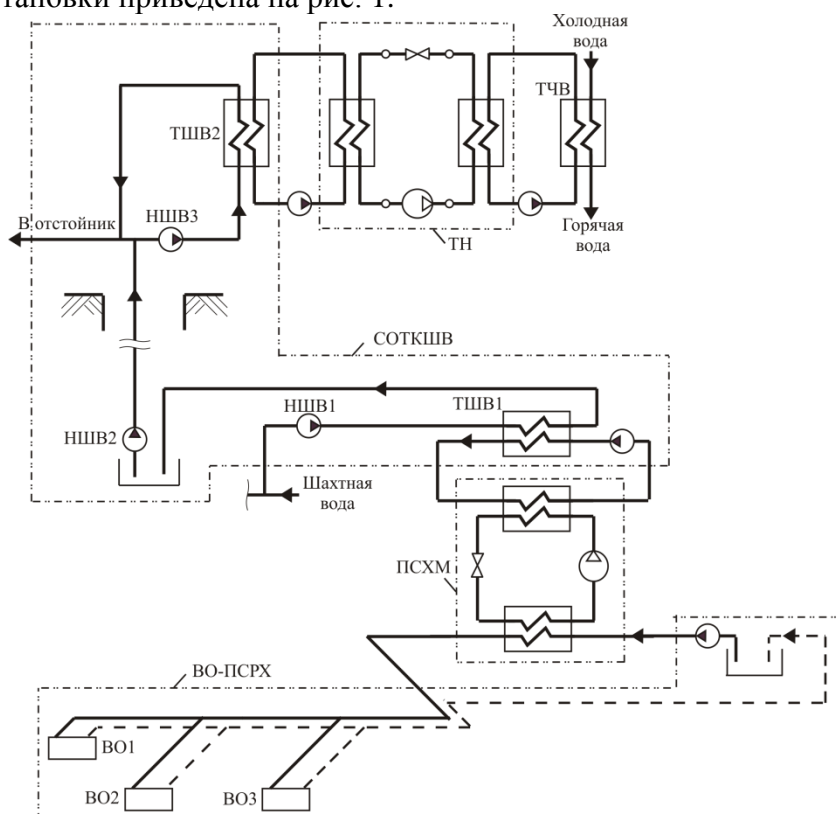 тановки приведена на рис. 1.
Холодная
вода
ТЧВ
ТШВ2
В отстойник
НШВ3
Горячая
вода
ТН
СОТКШВ
НШВ1
ТШВ1
НШВ2
Шахтная
вода
ПСХМ
ВО-ПСРХ
ВО1
ВО2
ВО3